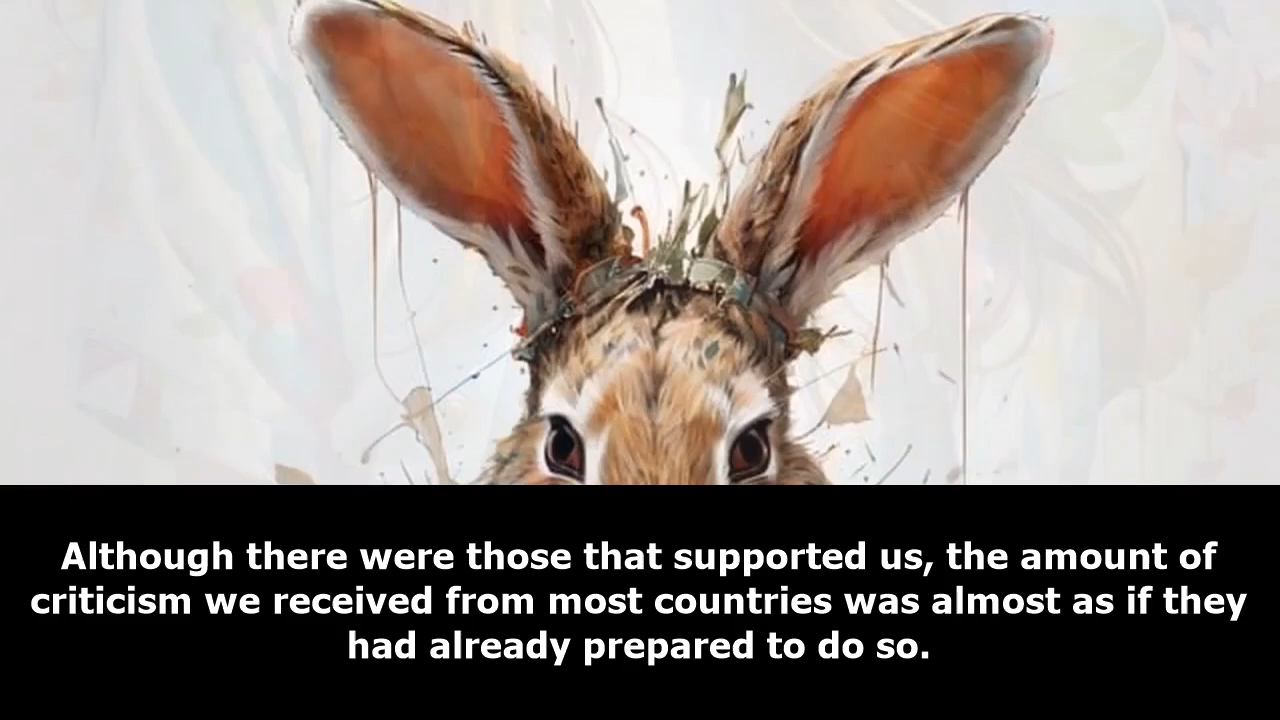 Although there were those that supported us, the amount of
criticism we received from most countries was almost as if they
had already prepared to do so.